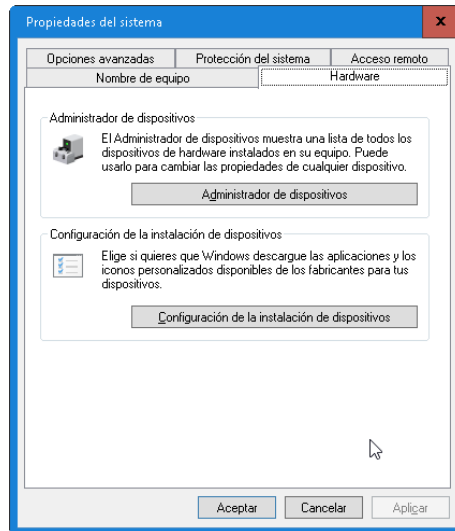 Propiedades del sistema
x
Opciones avanzadas
Protección del sistema
Acceso remoto
Nombre de equipo
Hardware
Administrador de dispositivos
El Administrador de dispositivos muestra una lista de todos los
dispositivos de hardware instalados en su equipo. Puede
usarlo para cambiar las propiedades de cualquier dispositivo.
Administrador de dispositivos
Configuración de la instalación de dispositivos
Elige si quieres que Windows descargue las aplicaciones y los
iconos personalizados disponibles de los fabricantes para tus
dispositivos.
Configuración de la instalación de dispositivos
Aceptar
Cancelar
Aplicar